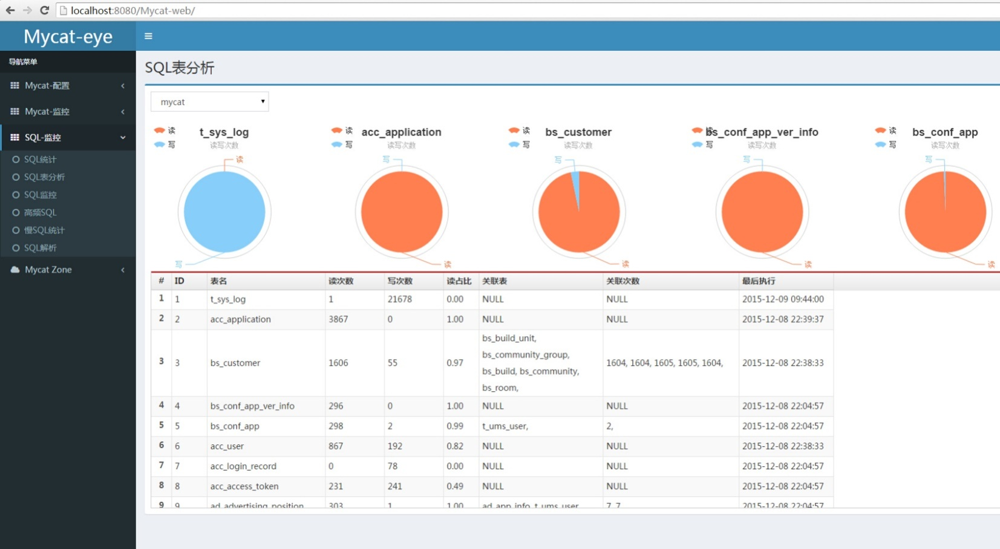 localhost:8080/Mycat-web/
Mycat-eye
导航菜单
Mycat-配置
Mycat-监控
SQL-监控
SQL统计
SQL表分析
SQL监控
高频SQL
慢SQL统计
SQL解析
Mycat Zone
SQL表分析
mycat
读
写
t_sys_log
读写次数
读
写
读
写
acc_application
读写次数
写
读
读
写
bs_customer
读写次数
写
读
读
写
bs_conf_app_ver_info
读写次数
写
读
读
写
bs_conf_app
读写次数
写
读
# ID 表名 读次数 写次数 读占比 关联表 关联次数 最后执行
1 1 t_sys_log 1 21678 0.00 NULL NULL 2015-12-09 09:44:00
2 2 acc_application 3867 0 1.00 NULL NULL 2015-12-08 22:39:37
bs_build_unit,
bs_community_group,
3 3 bs_customer 1606 55 0.97 bs_build, bs_community, 1604, 1604, 1605, 1605, 1604, 2015-12-08 22:38:33
bs_room,
4 4 bs_conf_app_ver_info 296 0 1.00 NULL NULL 2015-12-08 22:04:57
5 5 bs_conf_app 298 2 0.99 t_ums_user, 2, 2015-12-08 22:04:57
6 6 acc_user 867 192 0.82 NULL NULL 2015-12-08 22:38:33
7 7 acc_login_record 0 78 0.00 NULL NULL 2015-12-08 22:04:57
8 8 acc_access_token 231 241 0.49 NULL NULL 2015-12-08 22:04:57
9 9 ad_advertising_position 303 1 1.00 ad_app_info, t_ums_user, 7, 7, 2015-12-08 22:04:57